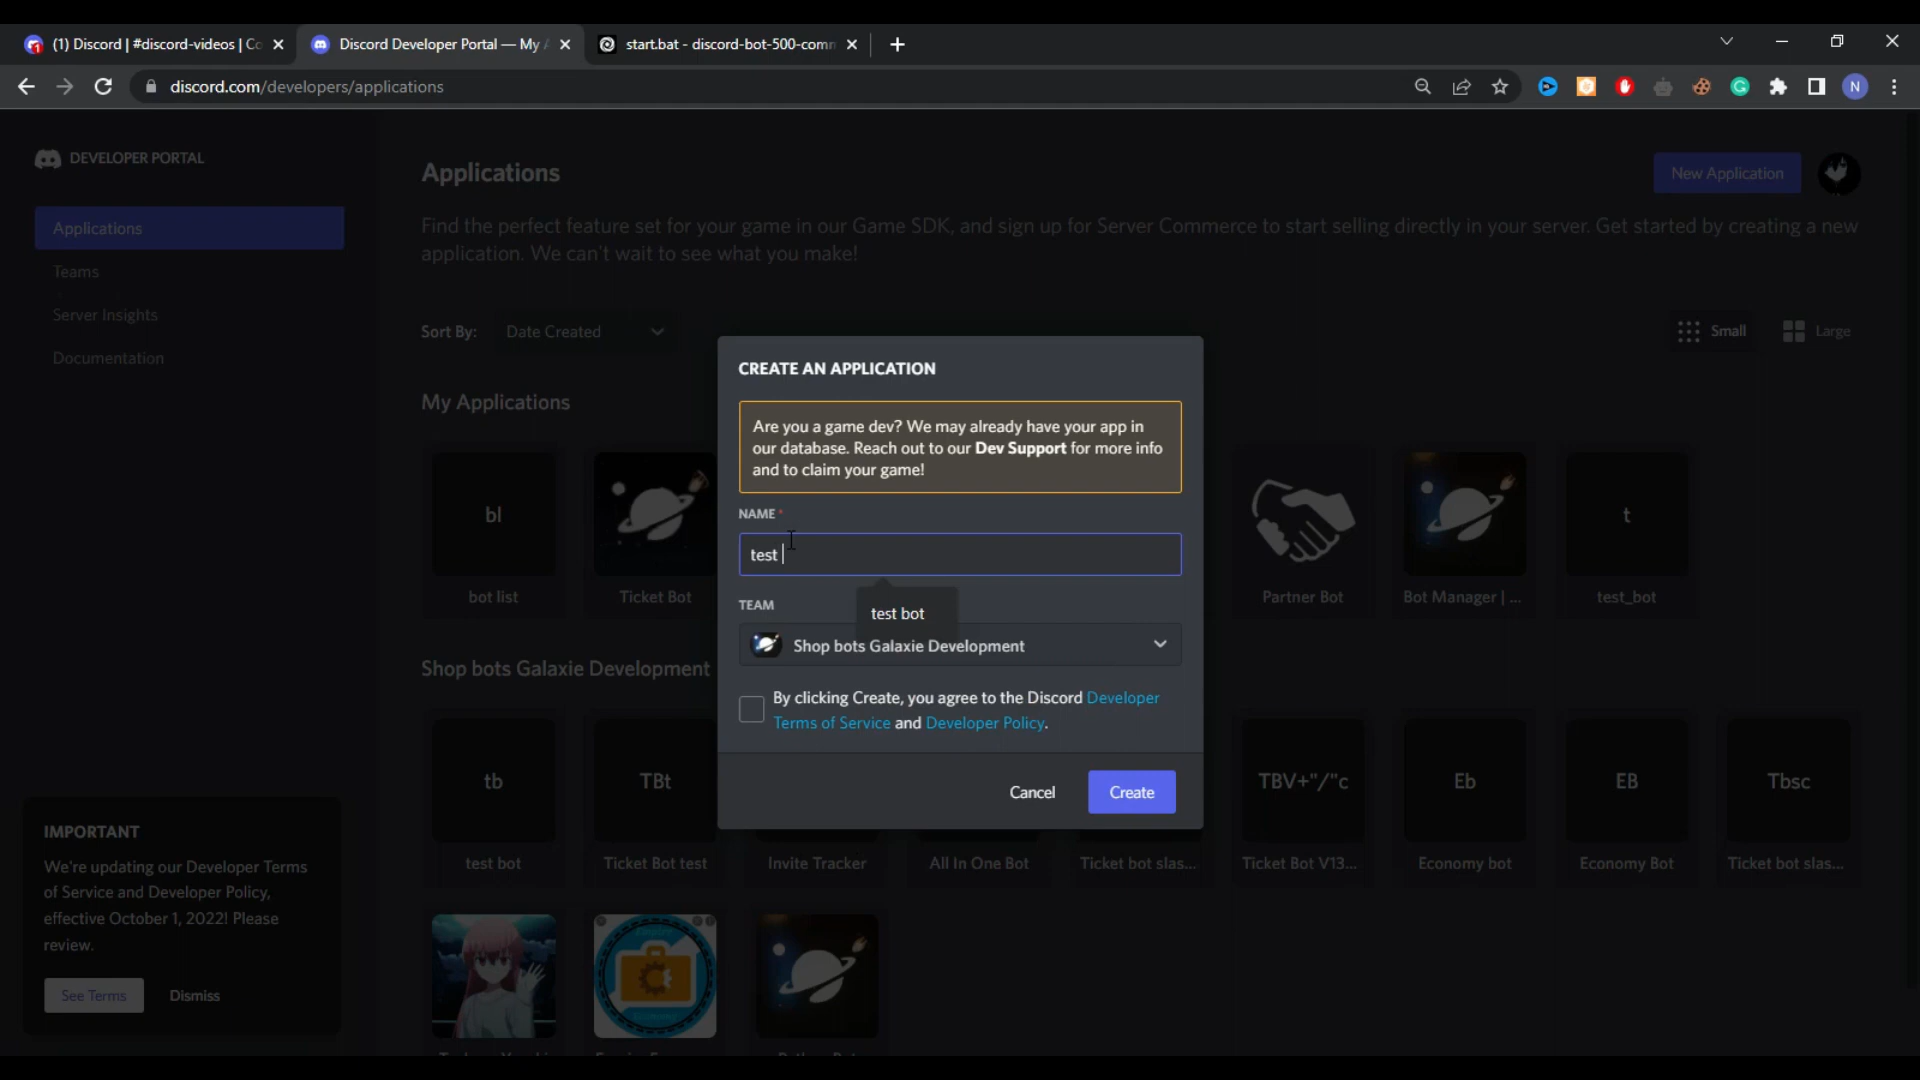 (1) Discord | #discord-videos | Co
Discord Developer Portal — My A
start.bat - discord-bot-500-comm
discord.com/developers/applications
N
DEVELOPER PORTAL
Applications
Teams
Server Insights
Documentation
Applications
New Application
Find the perfect feature set for your game in our Game SDK, and sign up for Server Commerce to start selling directly in your server. Get started by creating a new
application. We can't wait to see what you make!
Sort By:
Date Created
Small
Large
My Applications
bl
bot list
Ticket Bot
Partner Bot
Bot Manager | ...
t
test_bot
CREATE AN APPLICATION
Are you a game dev? We may already have your app in
our database. Reach out to our Dev Support for more info
and to claim your game!
NAME *
test
test bot
TEAM
Shop bots Galaxie Development
By clicking Create, you agree to the Discord Developer
Terms of Service and Developer Policy.
Cancel
Create
Shop bots Galaxie Development
tb
TBt
TBV+"/"c
Eb
EB
Tbsc
test bot
Ticket Bot test
Invite Tracker
All In One Bot
Ticket bot slas...
Ticket Bot V13...
Economy bot
Economy Bot
Ticket bot slas...
IMPORTANT
We're updating our Developer Terms
of Service and Developer Policy,
effective October 1, 2022! Please
review.
See Terms
Dismiss